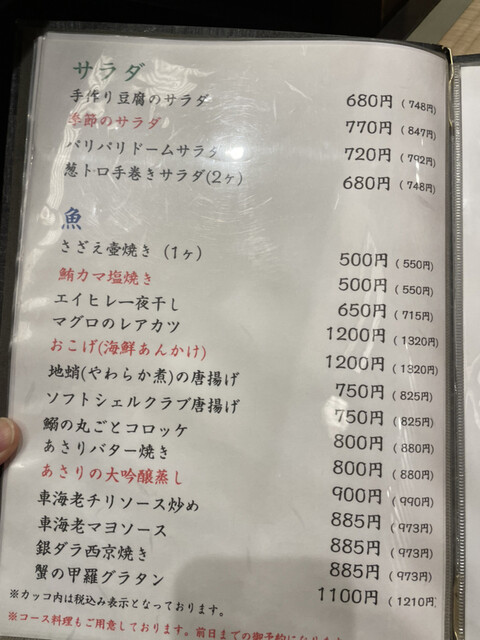 サラダ
手作り豆腐のサラダ 680円 (748円)
季節のサラダ 770円 (847円)
パリパリドームサラダ 720円 (792円)
葱トロ手巻きサラダ(2ヶ) 680円 (748円)
魚
さざえ壷焼き (1ヶ) 500円 (550円)
鮪カマ塩焼き 500円 (550円)
エイヒレ一夜干し 650円 (715円)
マグロのレアカツ 1200円 (1320円)
おこげ(海鮮あんかけ) 1200円 (1320円)
地蛸(やわらか煮)の唐揚げ 750円 (825円)
ソフトシェルクラブ唐揚げ 750円 (825円)
鰯の丸ごとコロッケ 800円 (880円)
あさりバター焼き 800円 (880円)
あさりの大吟醸蒸し 900円 (990円)
車海老チリソース炒め 885円 (973円)
車海老マヨソース 885円 (973円)
銀ダラ西京焼き 885円 (973円)
蟹の甲羅グラタン 1100円 (1210円)
※カッコ内は税込み表示となっております。
※コース料理もご用意しております。前日までの御予約になり